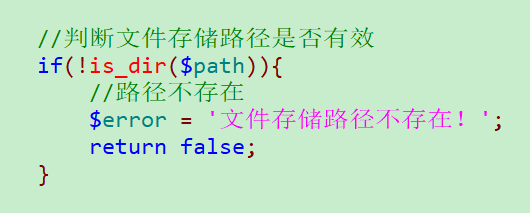 //判断文件存储路径是否有效
if(!is_dir($path)){
//路径不存在
$error = '文件存储路径不存在！';
return false;
}